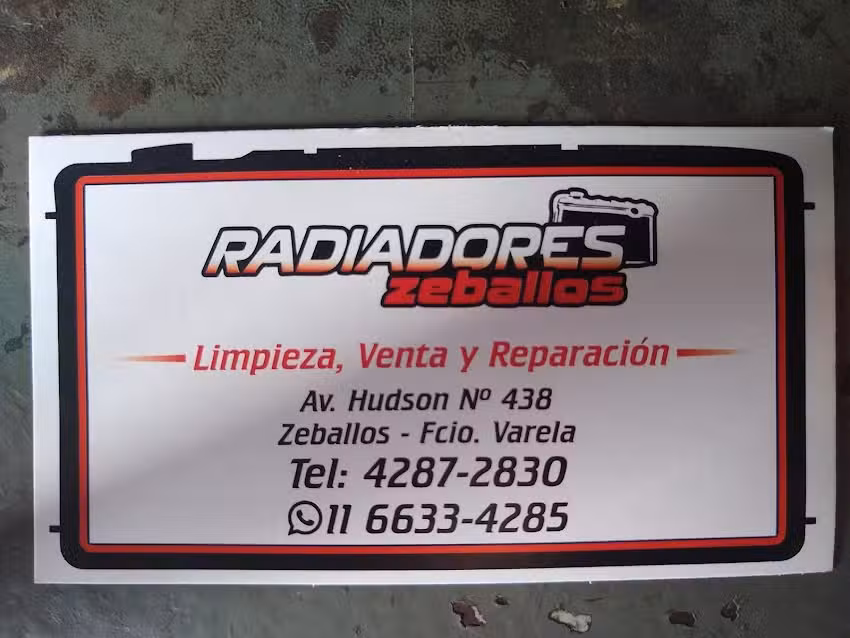 RADIADORES
zeballos
Limpieza, Venta y Reparación
Av. Hudson Nº 438
Zeballos - Fcio. Varela
Tel: 4287-2830
11 6633-4285